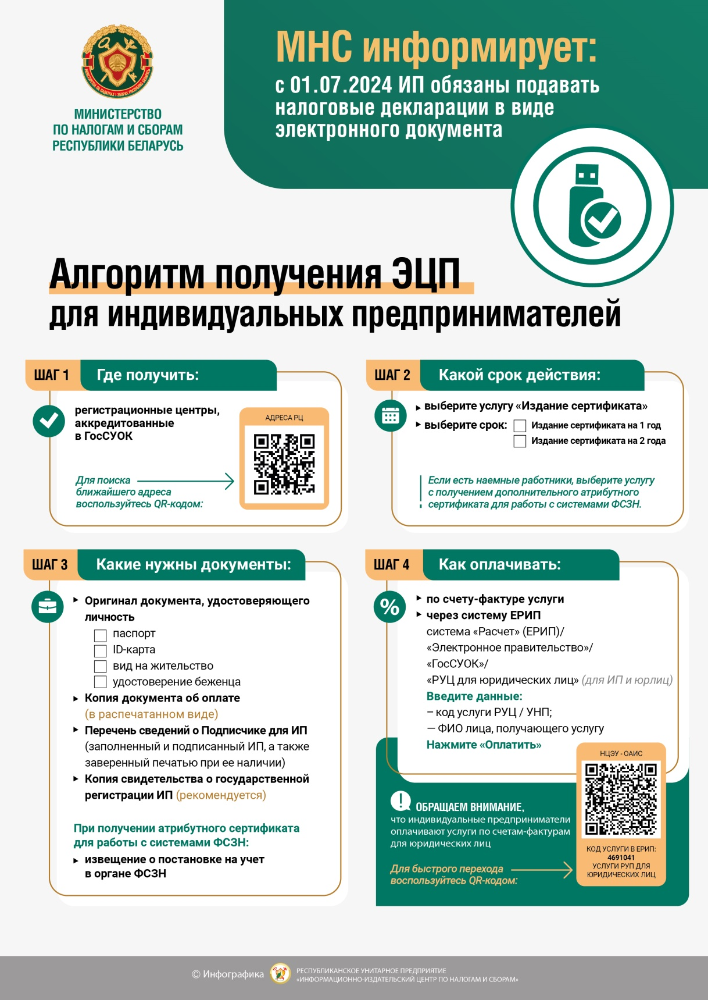 МИНИСТЕРСТВО
ПО НАЛОГАМ И СБОРАМ
РЕСПУБЛИКИ БЕЛАРУСЬ
МНС информирует:
с 01.07.2024 ИП обязаны подавать
налоговые декларации в виде
электронного документа
Алгоритм получения ЭЦП
для индивидуальных предпринимателей
ШАГ 1
Где получить:
регистрационные центры,
аккредитованные
в ГосСУОК
Для поиска
ближайшего адреса
воспользуйтесь QR-кодом:
АДРЕСА РЦ
ШАГ 2
Какой срок действия:
выберите услугу «Издание сертификата»
выберите срок:
Издание сертификата на 1 год
Издание сертификата на 2 года
Если есть наемные работники, выберите услугу
с получением дополнительного атрибутного
сертификата для работы с системами ФСЗН.
ШАГ 3
Какие нужны документы:
Оригинал документа, удостоверяющего
личность
паспорт
ID-карта
вид на жительство
удостоверение беженца
Копия документа об оплате
(в распечатанном виде)
Перечень сведений о Подписчике для ИП
(заполненный и подписанный ИП, а также
заверенный печатью при ее наличии)
Копия свидетельства о государственной
регистрации ИП (рекомендуется)
При получении атрибутного сертификата
для работы с системами ФСЗН:
извещение о постановке на учет
в органе ФСЗН
ШАГ 4
Как оплачивать:
%
по счету-фактуре услуги
через систему ЕРИП
система «Расчет» (ЕРИП)/
«Электронное правительство»/
«ГосСУОК»/
«РУЦ для юридических лиц» (для ИП и юрлиц)
Введите данные:
– код услуги РУЦ / УНП;
— ФИО лица, получающего услугу
Нажмите «Оплатить»
ОБРАЩАЕМ ВНИМАНИЕ,
что индивидуальные предприниматели
оплачивают услуги по счетам-фактурам
для юридических лиц
Для быстрого перехода
воспользуйтесь QR-кодом:
НЦЭУ - ОАИС
КОД УСЛУГИ В ЕРИП:
4691041
УСЛУГИ РУП ДЛЯ
ЮРИДИЧЕСКИХ ЛИЦ
© Инфографика
РЕСПУБЛИКАНСКОЕ УНИТАРНОЕ ПРЕДПРИЯТИЕ
«ИНФОРМАЦИОННО-ИЗДАТЕЛЬСКИЙ ЦЕНТР ПО НАЛОГАМ И СБОРАМ»